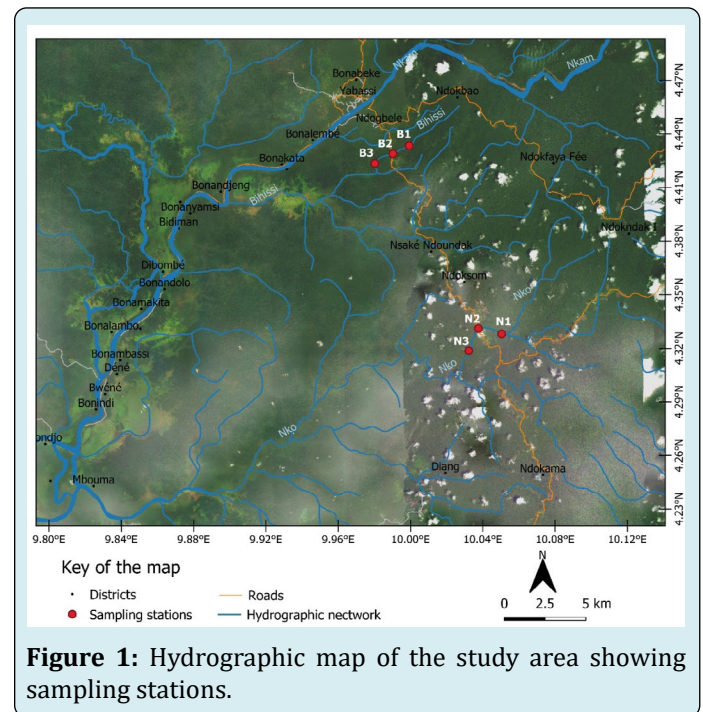 Nkam
Nkam
4.47°N
Bonabeke
Yabassi
Ndokbao
Ndogbele
Bihissi
4.44°N
B1
B2
B3
Bonalembé
Bonakata
Ndokfaya Fée
4.41°N
Bonandjeng
Bihissi
Bonanyamsi
Bidiman
Ndokndak I
4.38°N
Nsaké Ndoundak
Dibombé
Ndoksom
Bonandolo
Nko
4.35°N
Bonamakita
Bonalambo
N2
N1
4.32°N
Bonambassi
N3
Déné
Nko
Bwéné
4.29°N
Bonindi
Nko
ondjo
4.26°N
Mbouma
Dlang
Ndokama
4.23°N
9.80°E 9.84°E 9.88°E 9.92°E 9.96°E 10.00°E 10.04°E 10.08°E 10.12°E
Key of the map
N
Districts
Roads
Sampling stations
Hydrographic nectwork
0 2.5 5 km
Figure 1: Hydrographic map of the study area showing
sampling stations.